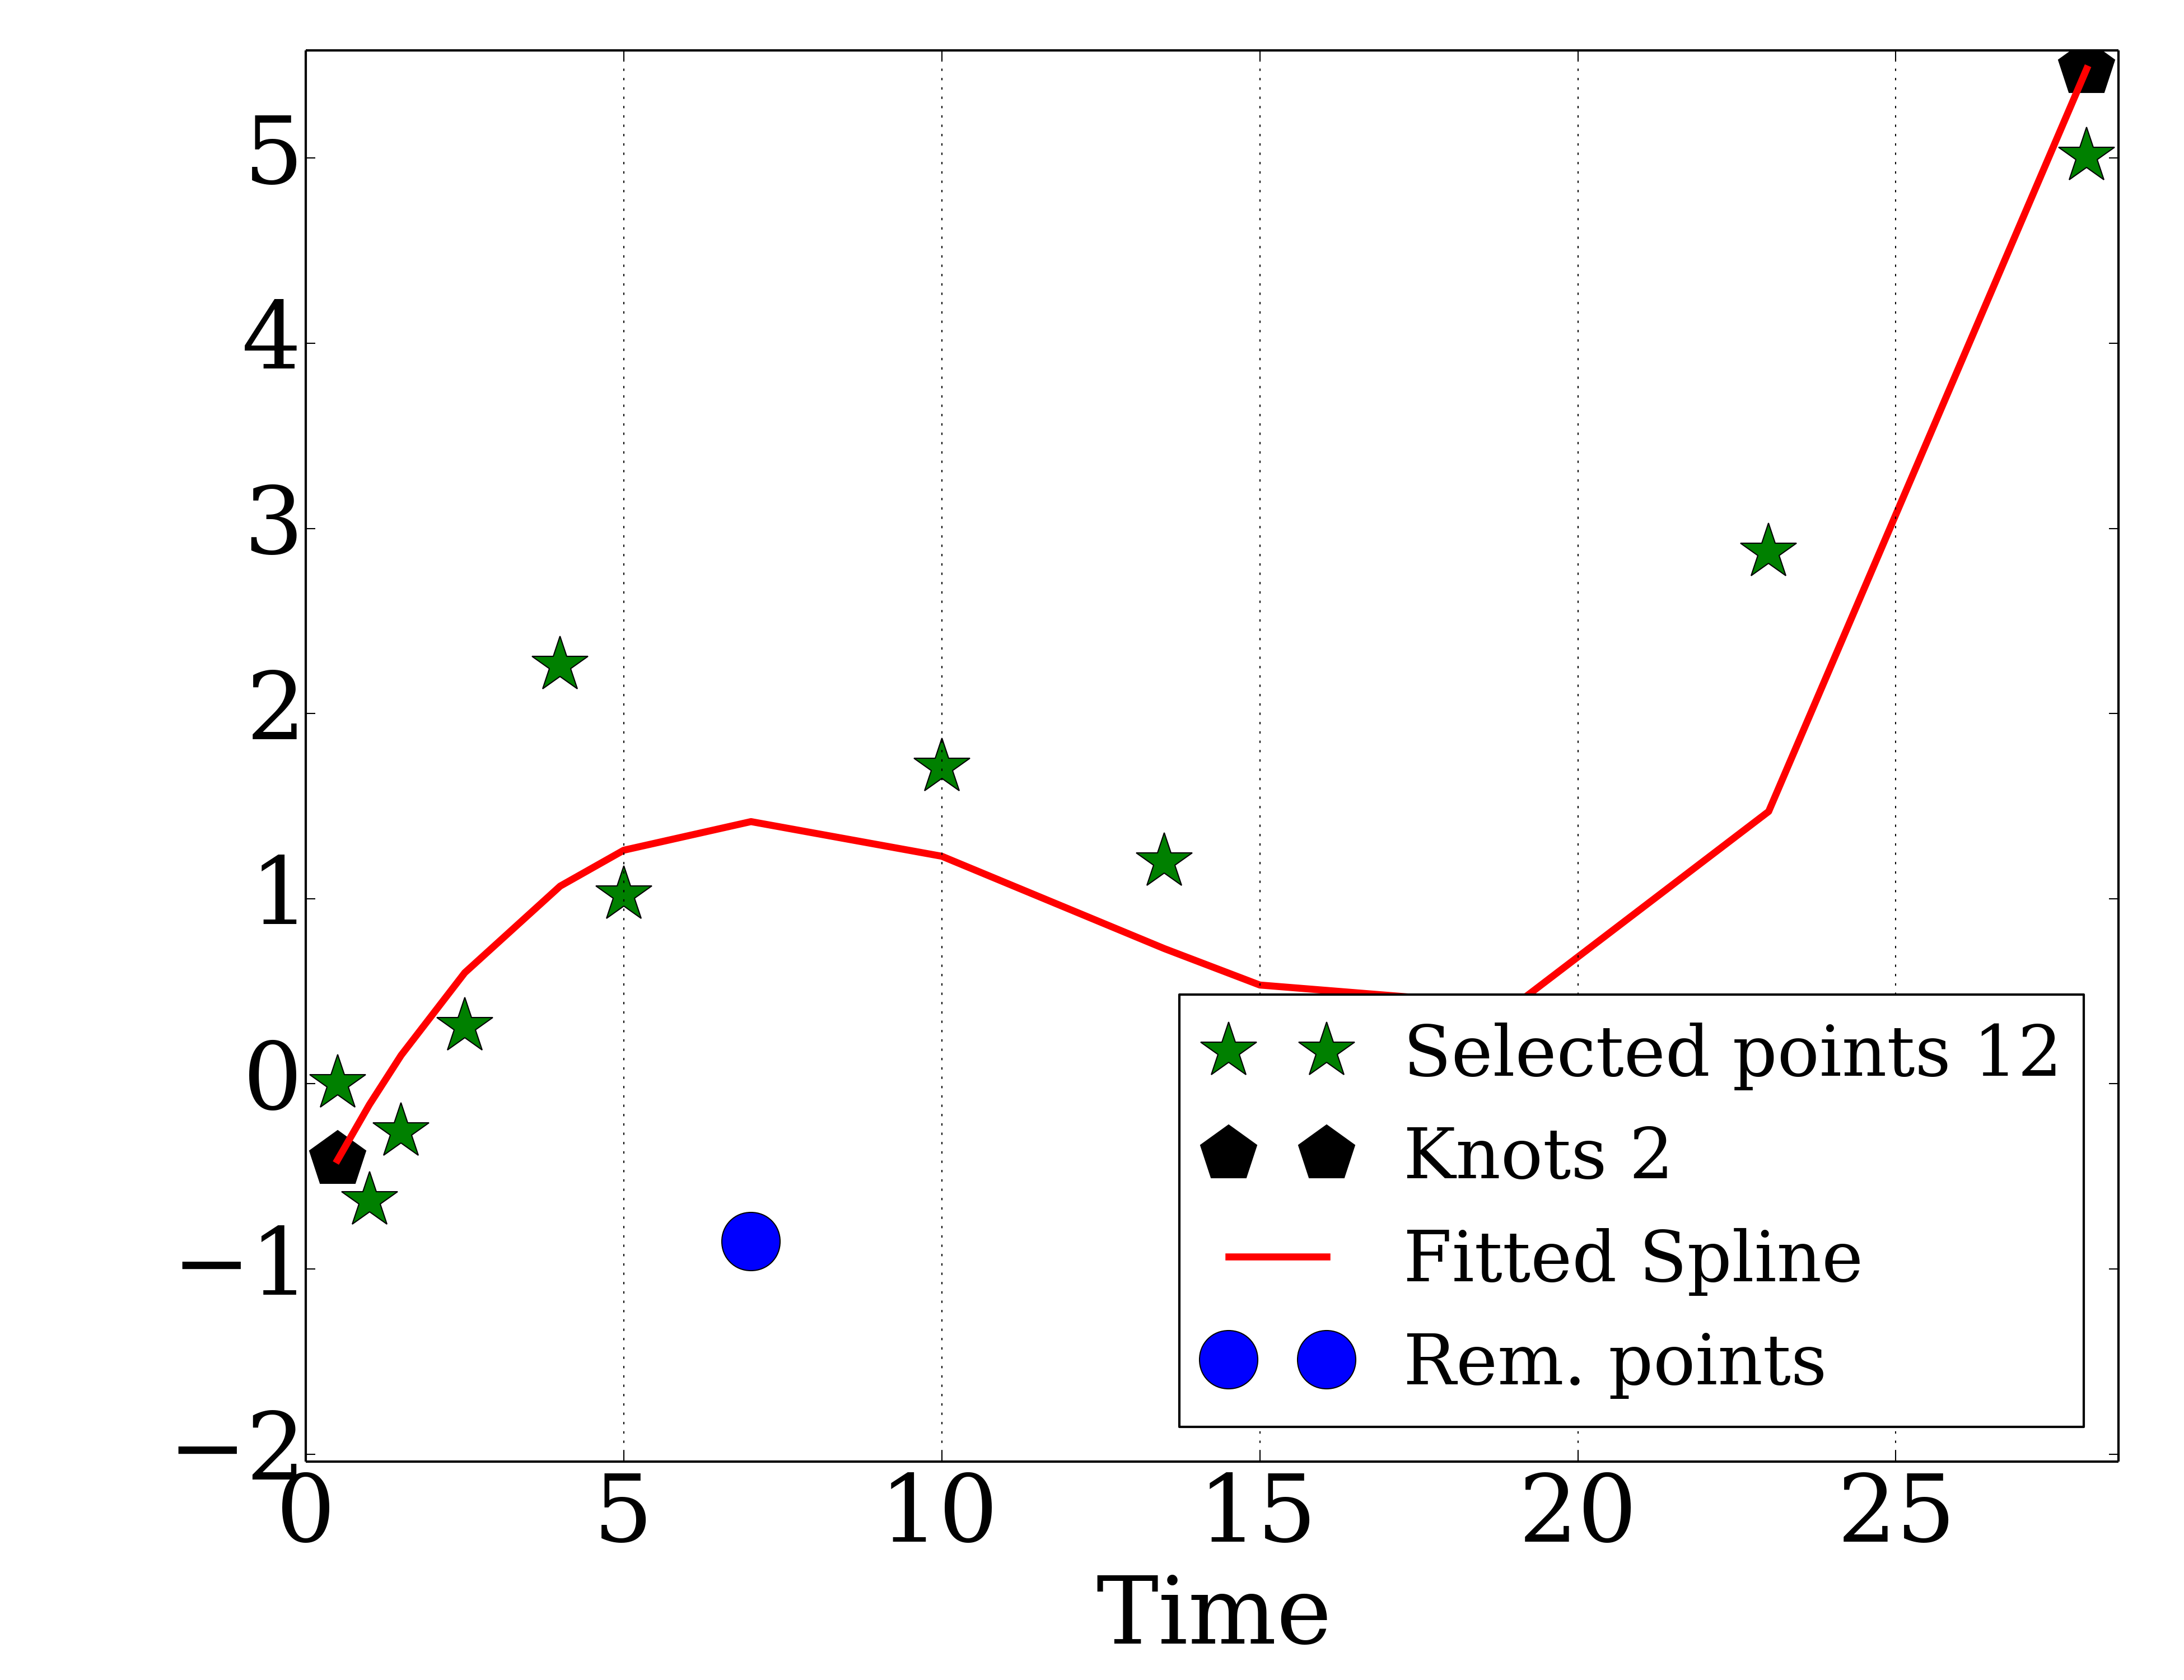 5
4
3
2
1
0
−1
−2
Selected points 12
Knots 2
Fitted Spline
Rem. points
0 5 10 15 20 25
Time